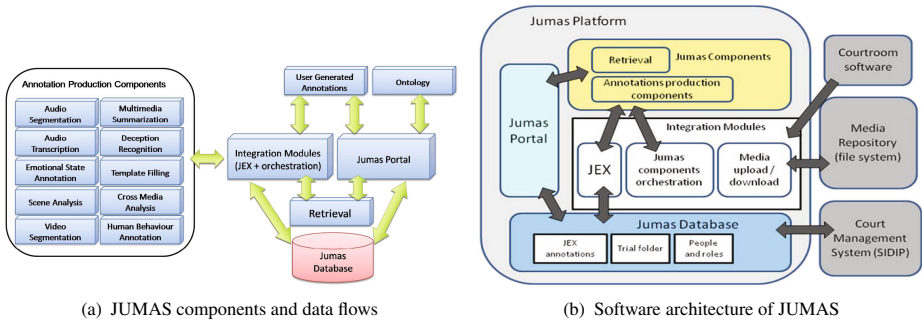 Annotation Production Components
Audio
Segmentation
Multimedia
Summarization
Audio
Transcription
Deception
Recognition
Emotional State
Annotation
Template Filling
Scene Analysis
Cross Media
Analysis
Video
Segmentation
Human Behaviour
Annotation
User Generated
Annotations
Ontology
Integration Modules
(JEX + orchestration)
Jumas Portal
Retrieval
Jumas
Database
(a) JUMAS components and data flows
Jumas Platform
Retrieval
Jumas Components
Annotations production
components
Jumas
Portal
Integration Modules
JEX
Jumas
components
orchestration
Media
upload /
download
Jumas Database
JEX
annotations
Trial folder
People
and roles
Courtroom
software
Media
Repository
(file system)
Court
Management
System (SIDIP)
(b) Software architecture of JUMAS